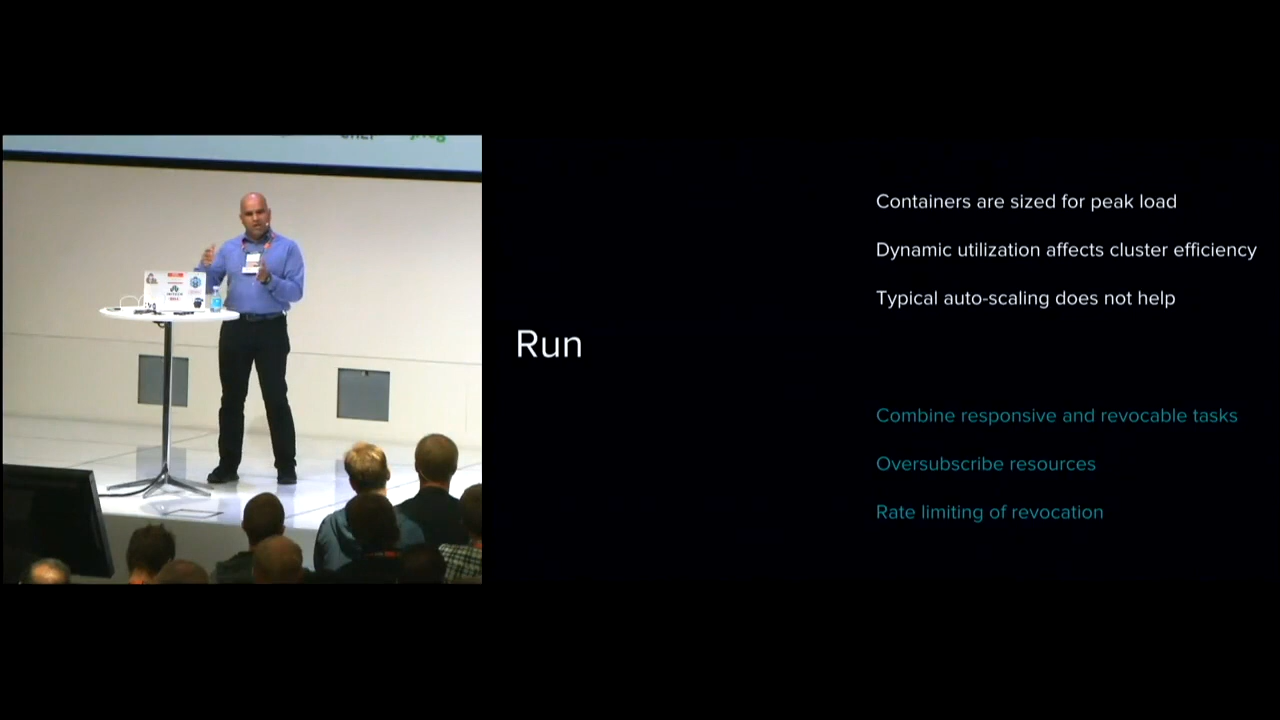 Run
Containers are sized for peak load
Dynamic utilization affects cluster efficiency
Typical auto-scaling does not help
Combine responsive and revocable tasks
Oversubscribe resources
Rate limiting of revocation